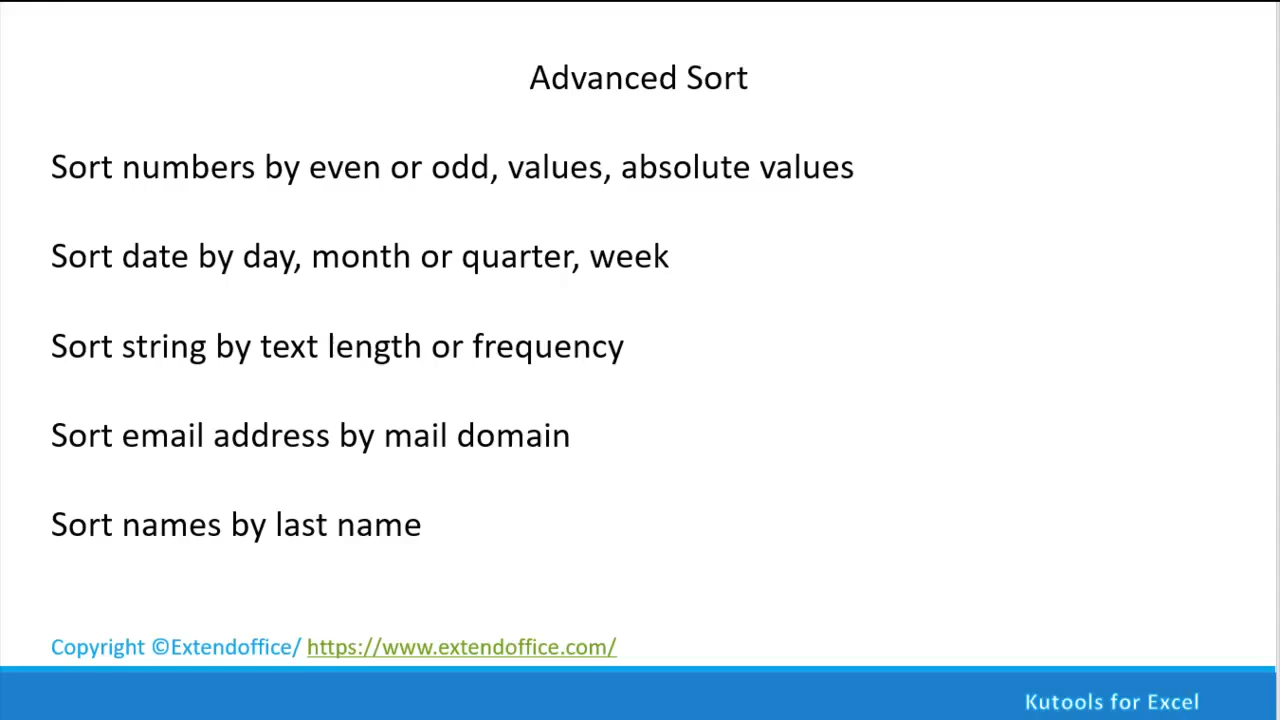 Advanced Sort
Sort numbers by even or odd, values, absolute values
Sort date by day, month or quarter, week
Sort string by text length or frequency
Sort email address by mail domain
Sort names by last name
Copyright ©Extendoffice/ https://www.extendoffice.com/
Kutools for Excel